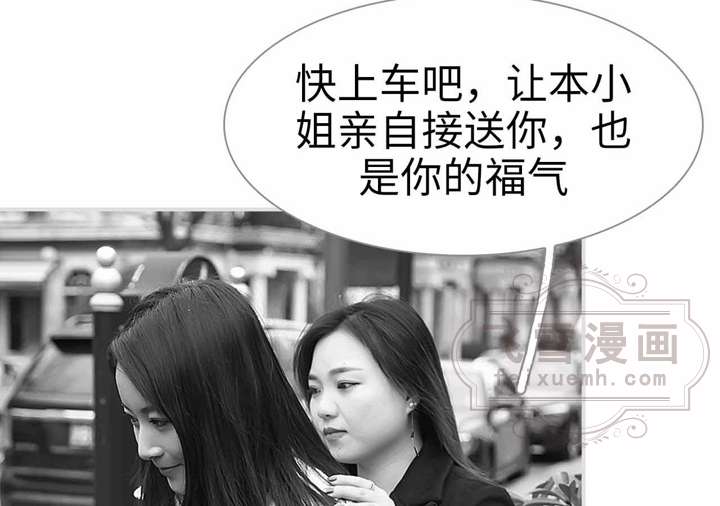 快上车吧，让本小
姐亲自接送你，也
是你的福气
飞雪漫画
feixuemh.com